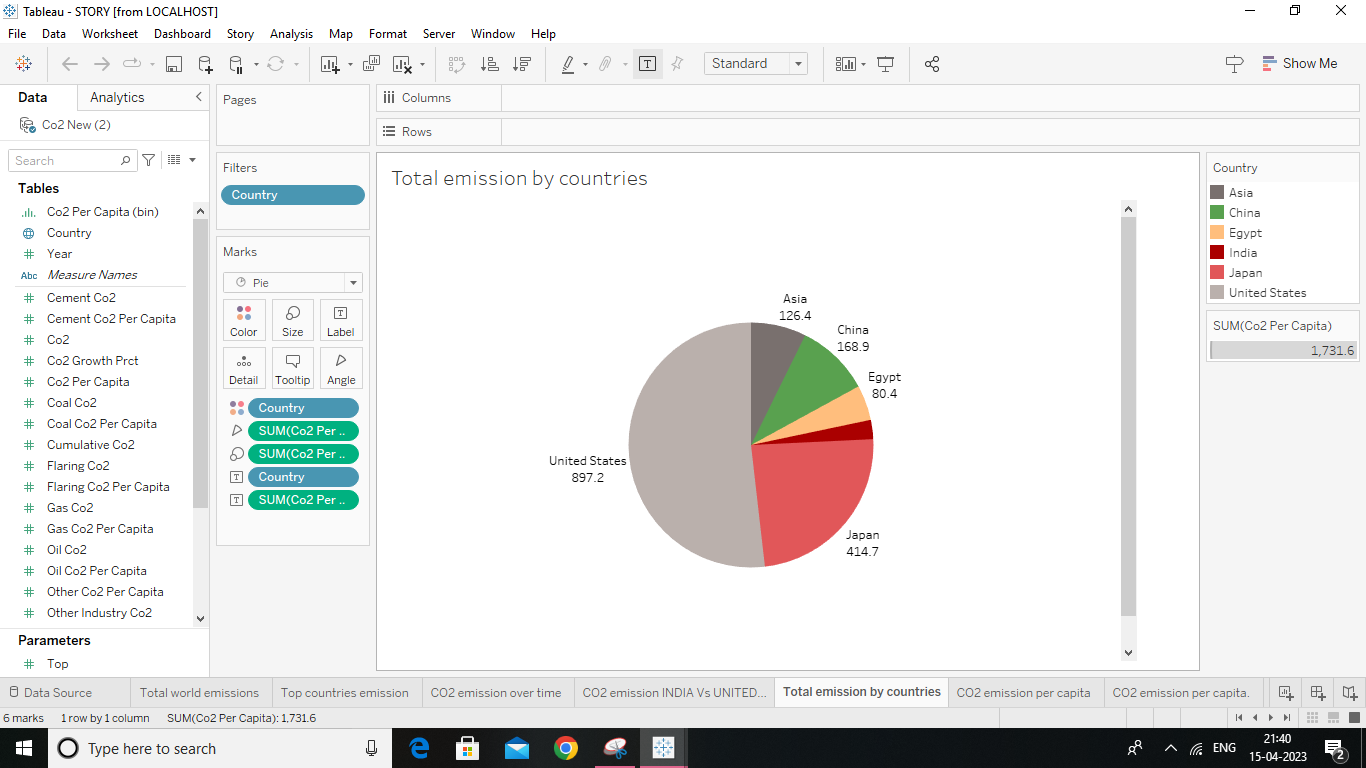 Tableau - STORY [from LOCALHOST]
File Data Worksheet Dashboard Story Analysis Map Format Server Window Help
Standard
Show Me
Data Analytics
Co2 New (2)
Search
Tables
Co2 Per Capita (bin)
Country
Year
Abc Measure Names
Cement Co2
Cement Co2 Per Capita
Co2
Co2 Growth Prct
Co2 Per Capita
Coal Co2
Coal Co2 Per Capita
Cumulative Co2
Flaring Co2
Flaring Co2 Per Capita
Gas Co2
Gas Co2 Per Capita
Oil Co2
Oil Co2 Per Capita
Other Co2 Per Capita
Other Industry Co2
Parameters
Top
Pages
Filters
Country
Marks
Pie
Color Size Label
Detail Tooltip Angle
Country
SUM(Co2 Per ..
SUM(Co2 Per ..
Country
SUM(Co2 Per ..
Columns
Rows
Total emission by countries
Asia
126.4
China
168.9
Egypt
80.4
United States
897.2
Japan
414.7
Country
Asia
China
Egypt
India
Japan
United States
SUM(Co2 Per Capita)
1,731.6
Data Source Total world emissions Top countries emission CO2 emission over time CO2 emission INDIA Vs UNITED... Total emission by countries CO2 emission per capita CO2 emission per capita.
6 marks 1 row by 1 column SUM(Co2 Per Capita): 1,731.6
Type here to search
ENG
21:40
15-04-2023
2